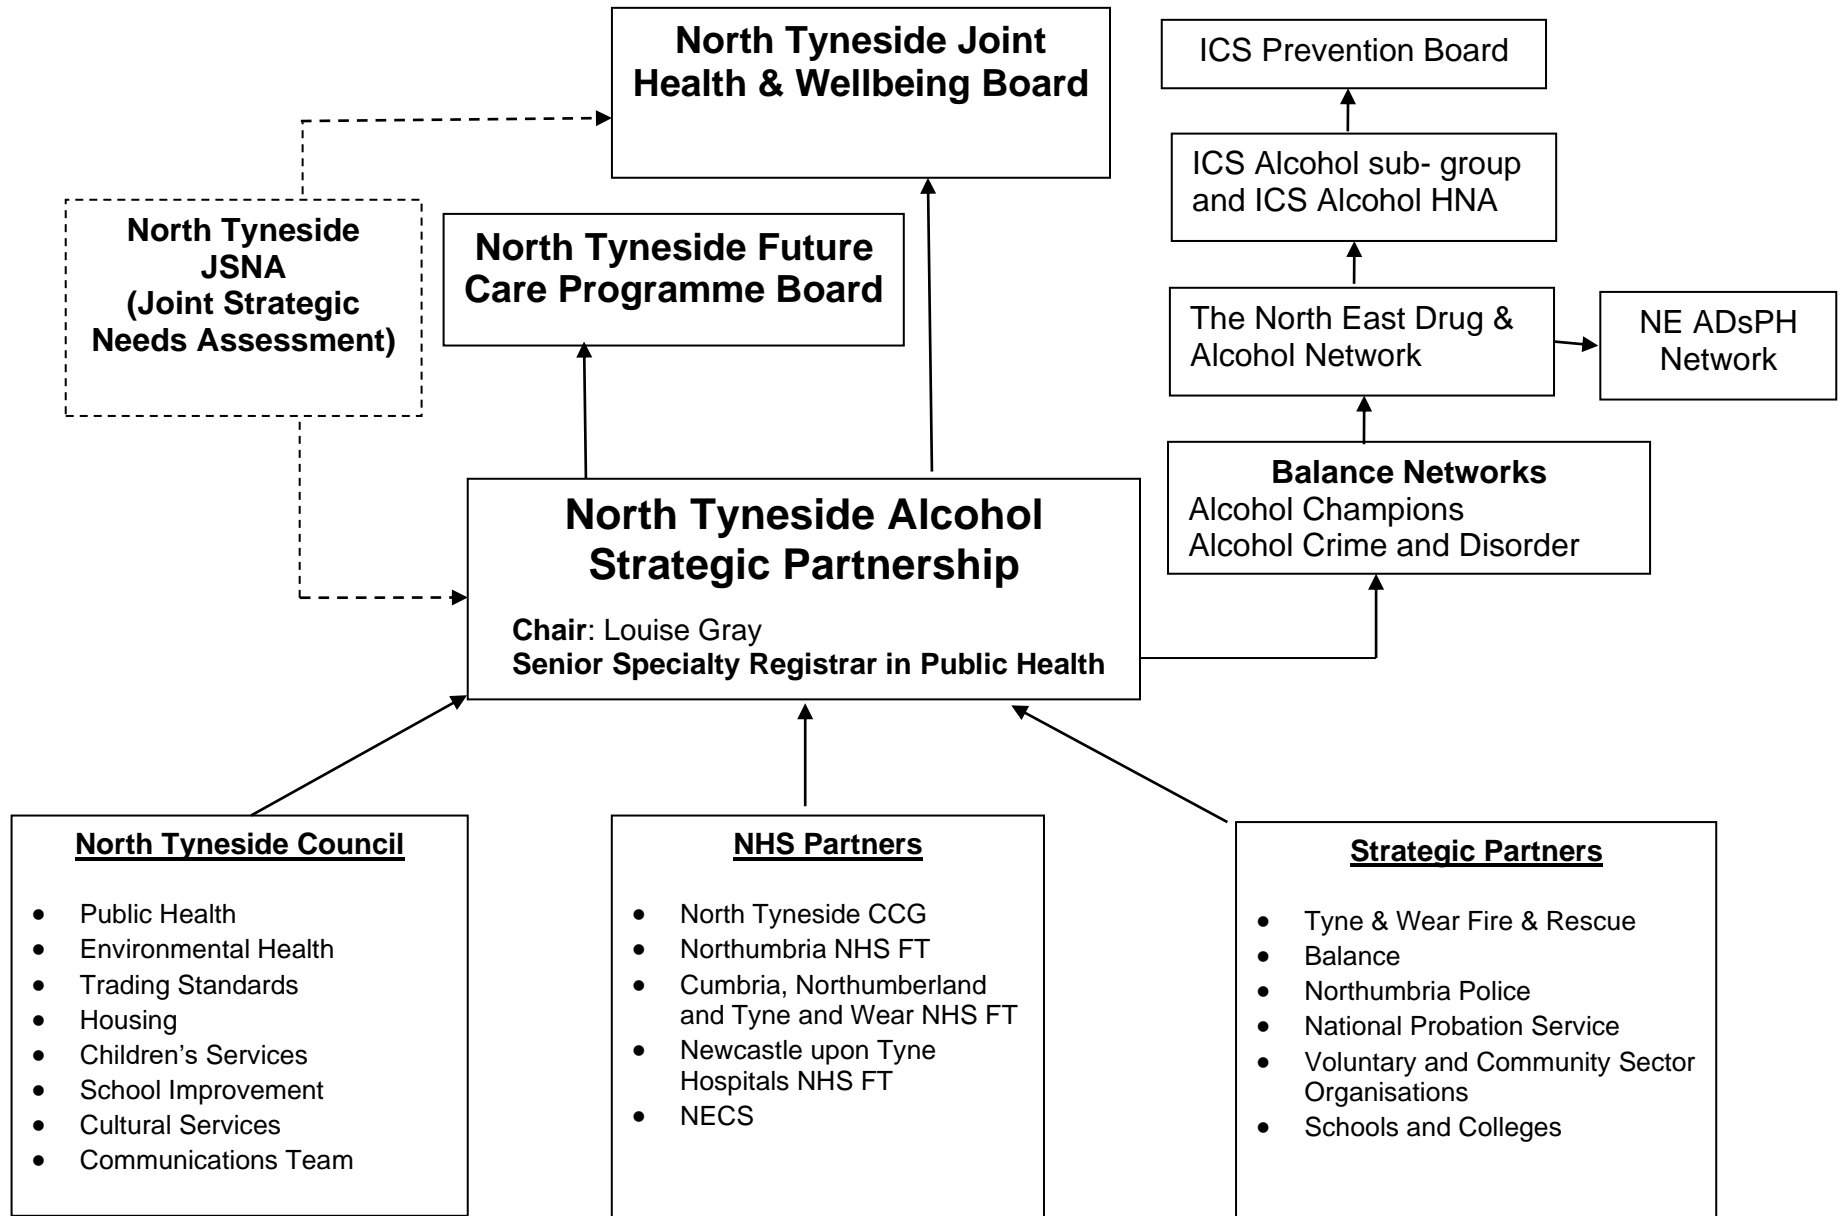 North Tyneside Joint
Health & Wellbeing Board
ICS Prevention Board
ICS Alcohol sub- group
and ICS Alcohol HNA
North Tyneside
JSNA
(Joint Strategic
Needs Assessment)
North Tyneside Future
Care Programme Board
The North East Drug &
Alcohol Network
NE ADsPH
Network
Balance Networks
Alcohol Champions
Alcohol Crime and Disorder
North Tyneside Alcohol
Strategic Partnership
Chair: Louise Gray
Senior Specialty Registrar in Public Health
North Tyneside Council
• Public Health
• Environmental Health
• Trading Standards
• Housing
• Children’s Services
• School Improvement
• Cultural Services
• Communications Team
NHS Partners
• North Tyneside CCG
• Northumbria NHS FT
• Cumbria, Northumberland
and Tyne and Wear NHS FT
• Newcastle upon Tyne
Hospitals NHS FT
• NECS
Strategic Partners
• Tyne & Wear Fire & Rescue
• Balance
• Northumbria Police
• National Probation Service
• Voluntary and Community Sector
Organisations
• Schools and Colleges